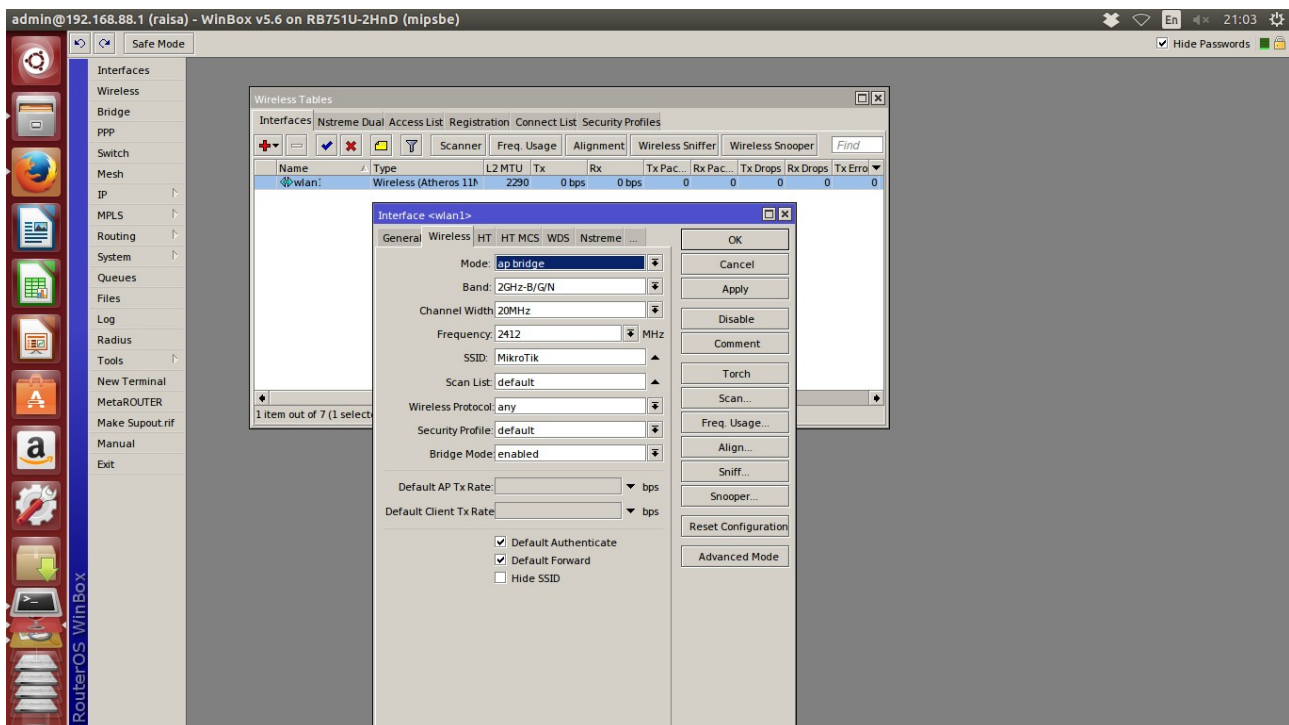 admin@192.168.88.1 (raisa) - WinBox v5.6 on RB751U-2HnD (mipsbe)
En
21:03
Safe Mode
Hide Passwords
Interfaces
Wireless
Bridge
PPP
Switch
Mesh
IP
MPLS
Routing
System
Queues
Files
Log
Radius
Tools
New Terminal
MetaROUTER
Make Supout.rif
Manual
Exit
RouterOS WinBox
Wireless Tables
Interfaces Nstreme Dual Access List Registration Connect List Security Profiles
Scanner Freq. Usage Alignment Wireless Sniffer Wireless Snooper Find
Name Type L2 MTU Tx Rx Tx Pac... Rx Pac... Tx Drops Rx Drops Tx Erro
wlan1 Wireless (Atheros 11N 2290 0 bps 0 bps 0 0 0 0 0
1 item out of 7 (1 select
Interface <wlan1>
General Wireless HT HT MCS WDS Nstreme ...
Mode: ap bridge
Band: 2GHz-B/G/N
Channel Width 20MHz
Frequency: 2412 MHz
SSID: MikroTik
Scan List: default
Wireless Protocol: any
Security Profile: default
Bridge Mode: enabled
Default AP Tx Rate: bps
Default Client Tx Rate bps
Default Authenticate
Default Forward
Hide SSID
OK
Cancel
Apply
Disable
Comment
Torch
Scan...
Freq. Usage...
Align...
Sniff...
Snooper...
Reset Configuration
Advanced Mode